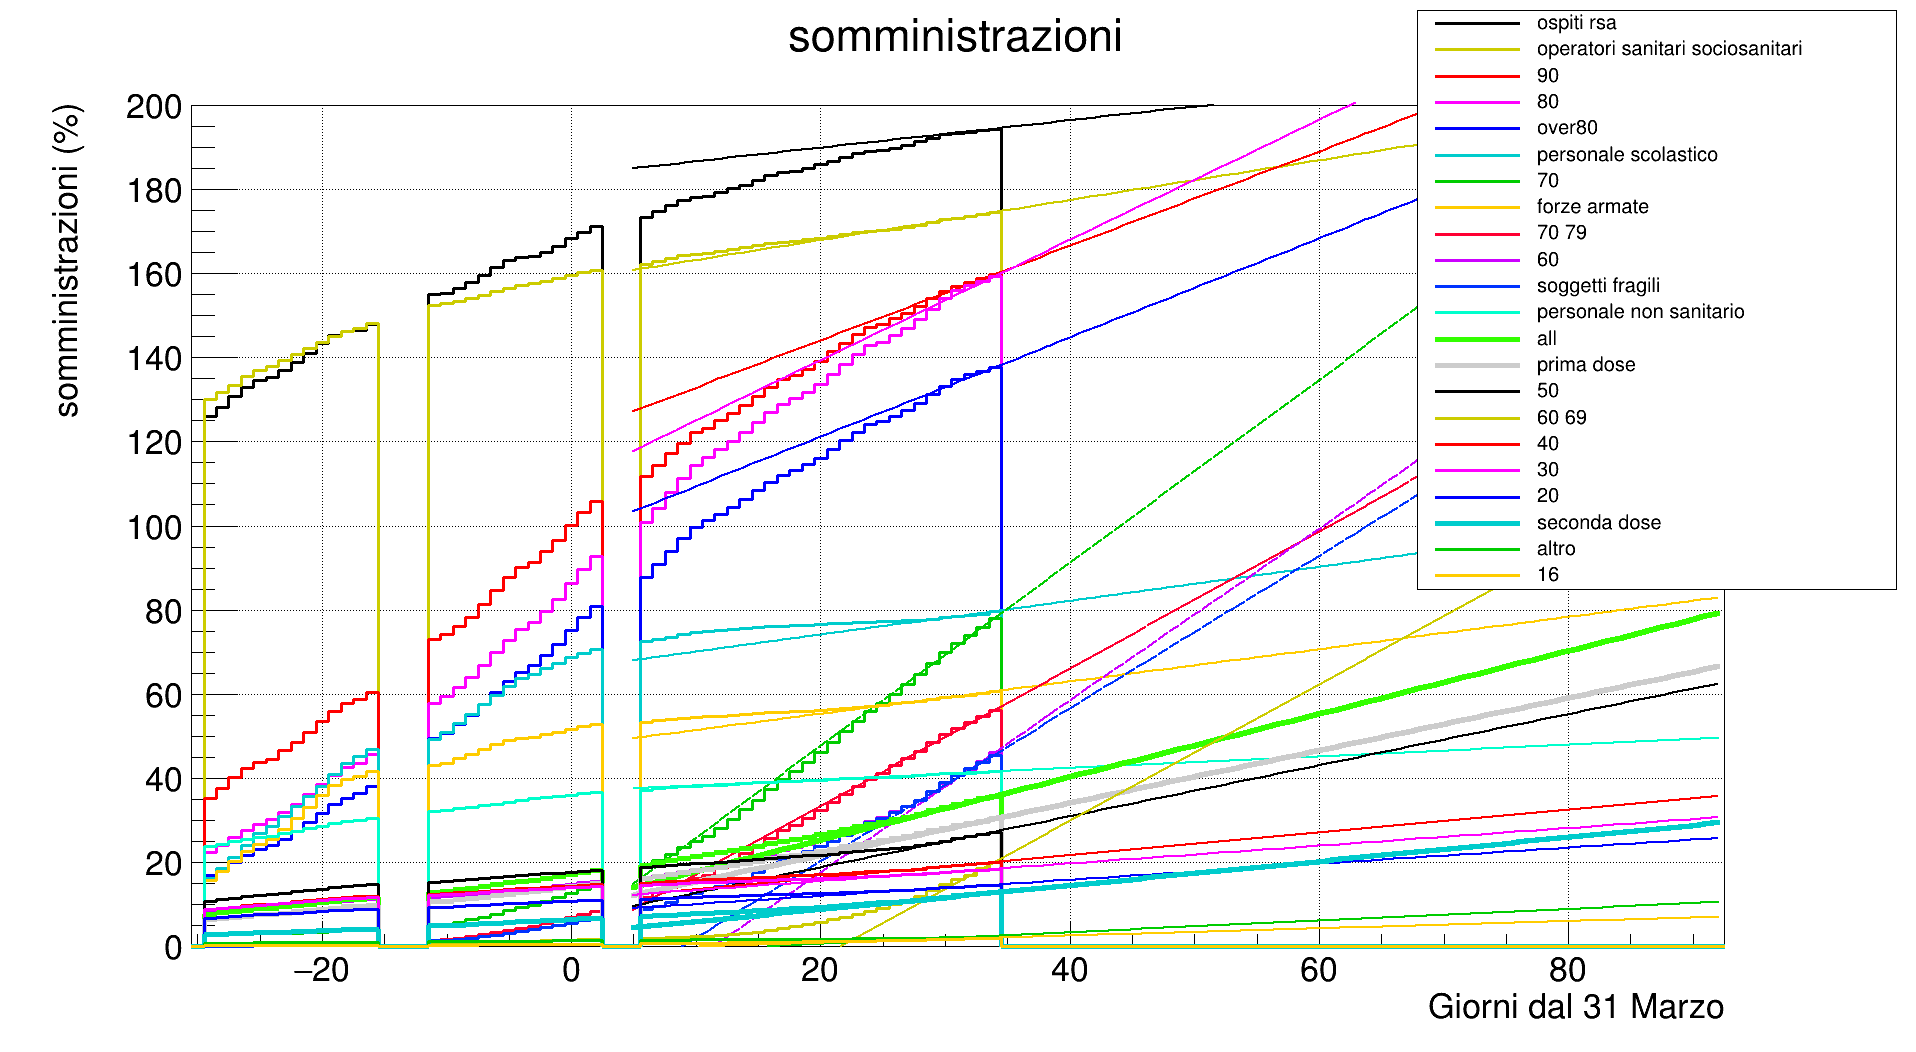 somministrazioni
somministrazioni (%)
200
180
160
140
120
100
80
60
40
20
0
−20
0
20
40
60
80
Giorni dal 31 Marzo
ospiti rsa
operatori sanitari sociosanitari
90
80
over80
personale scolastico
70
forze armate
70 79
60
soggetti fragili
personale non sanitario
all
prima dose
50
60 69
40
30
20
seconda dose
altro
16